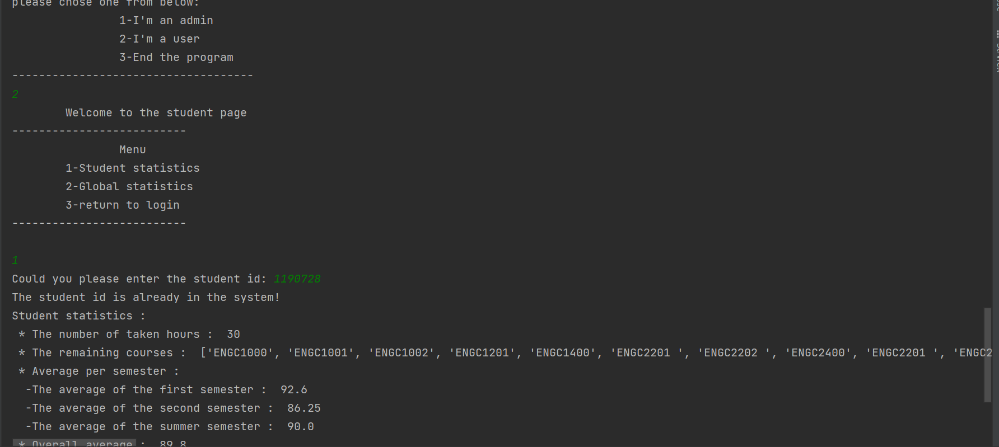 please chose one from below:
1-I'm an admin
2-I'm a user
3-End the program
------------------------------------
2
Welcome to the student page
--------------------------
Menu
1-Student statistics
2-Global statistics
3-return to login
--------------------------
1
Could you please enter the student id: 1190728
The student id is already in the system!
Student statistics :
* The number of taken hours :  30
* The remaining courses :  ['ENGC1000', 'ENGC1001', 'ENGC1002', 'ENGC1201', 'ENGC1400', 'ENGC2201 ', 'ENGC2202 ', 'ENGC2400', 'ENGC2201 ', 'ENGC2
* Average per semester :
-The average of the first semester :  92.6
-The average of the second semester :  86.25
-The average of the summer semester :  90.0
* Overall average :  89.8